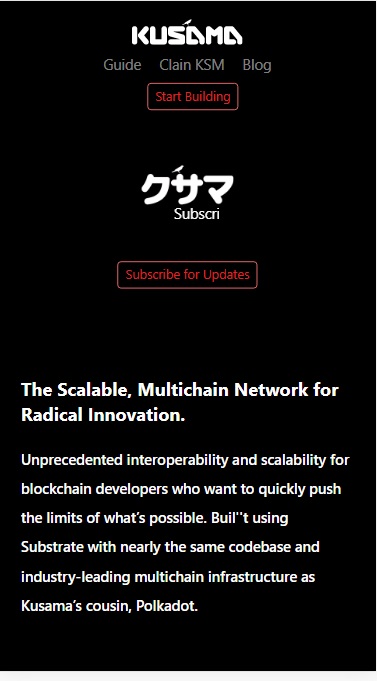 KUSAMA
Guide Clain KSM Blog
Start Building
クサマ
Subscri
Subscribe for Updates
The Scalable, Multichain Network for
Radical Innovation.
Unprecedented interoperability and scalability for
blockchain developers who want to quickly push
the limits of what’s possible. Buil''t using
Substrate with nearly the same codebase and
industry-leading multichain infrastructure as
Kusama’s cousin, Polkadot.